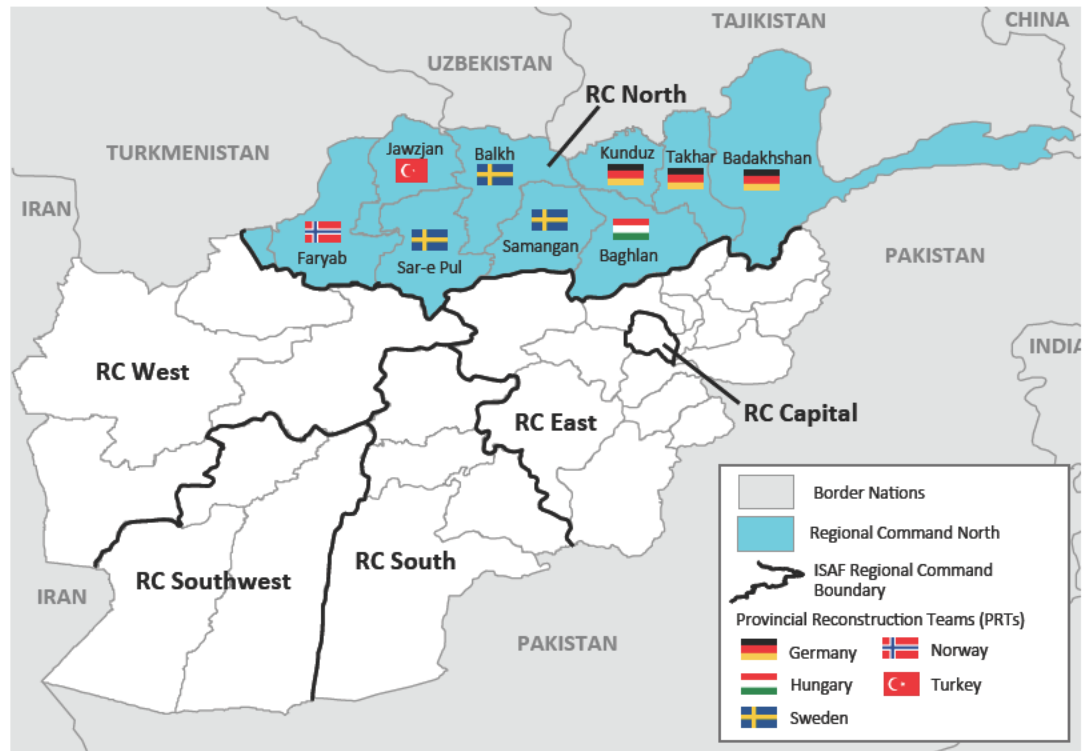 TAJIKISTAN
CHINA
UZBEKISTAN
RC North
TURKMENISTAN
Jawzjan
Balkh
Kunduz
Takhar
Badakhshan
IRAN
Faryab
Sar-e Pul
Samangan
Baghlan
PAKISTAN
INDIA
RC West
RC Capital
RC East
RC South
RC Southwest
IRAN
PAKISTAN
Border Nations
Regional Command North
ISAF Regional Command
Boundary
Provincial Reconstruction Teams (PRTs)
Germany
Norway
Hungary
Turkey
Sweden